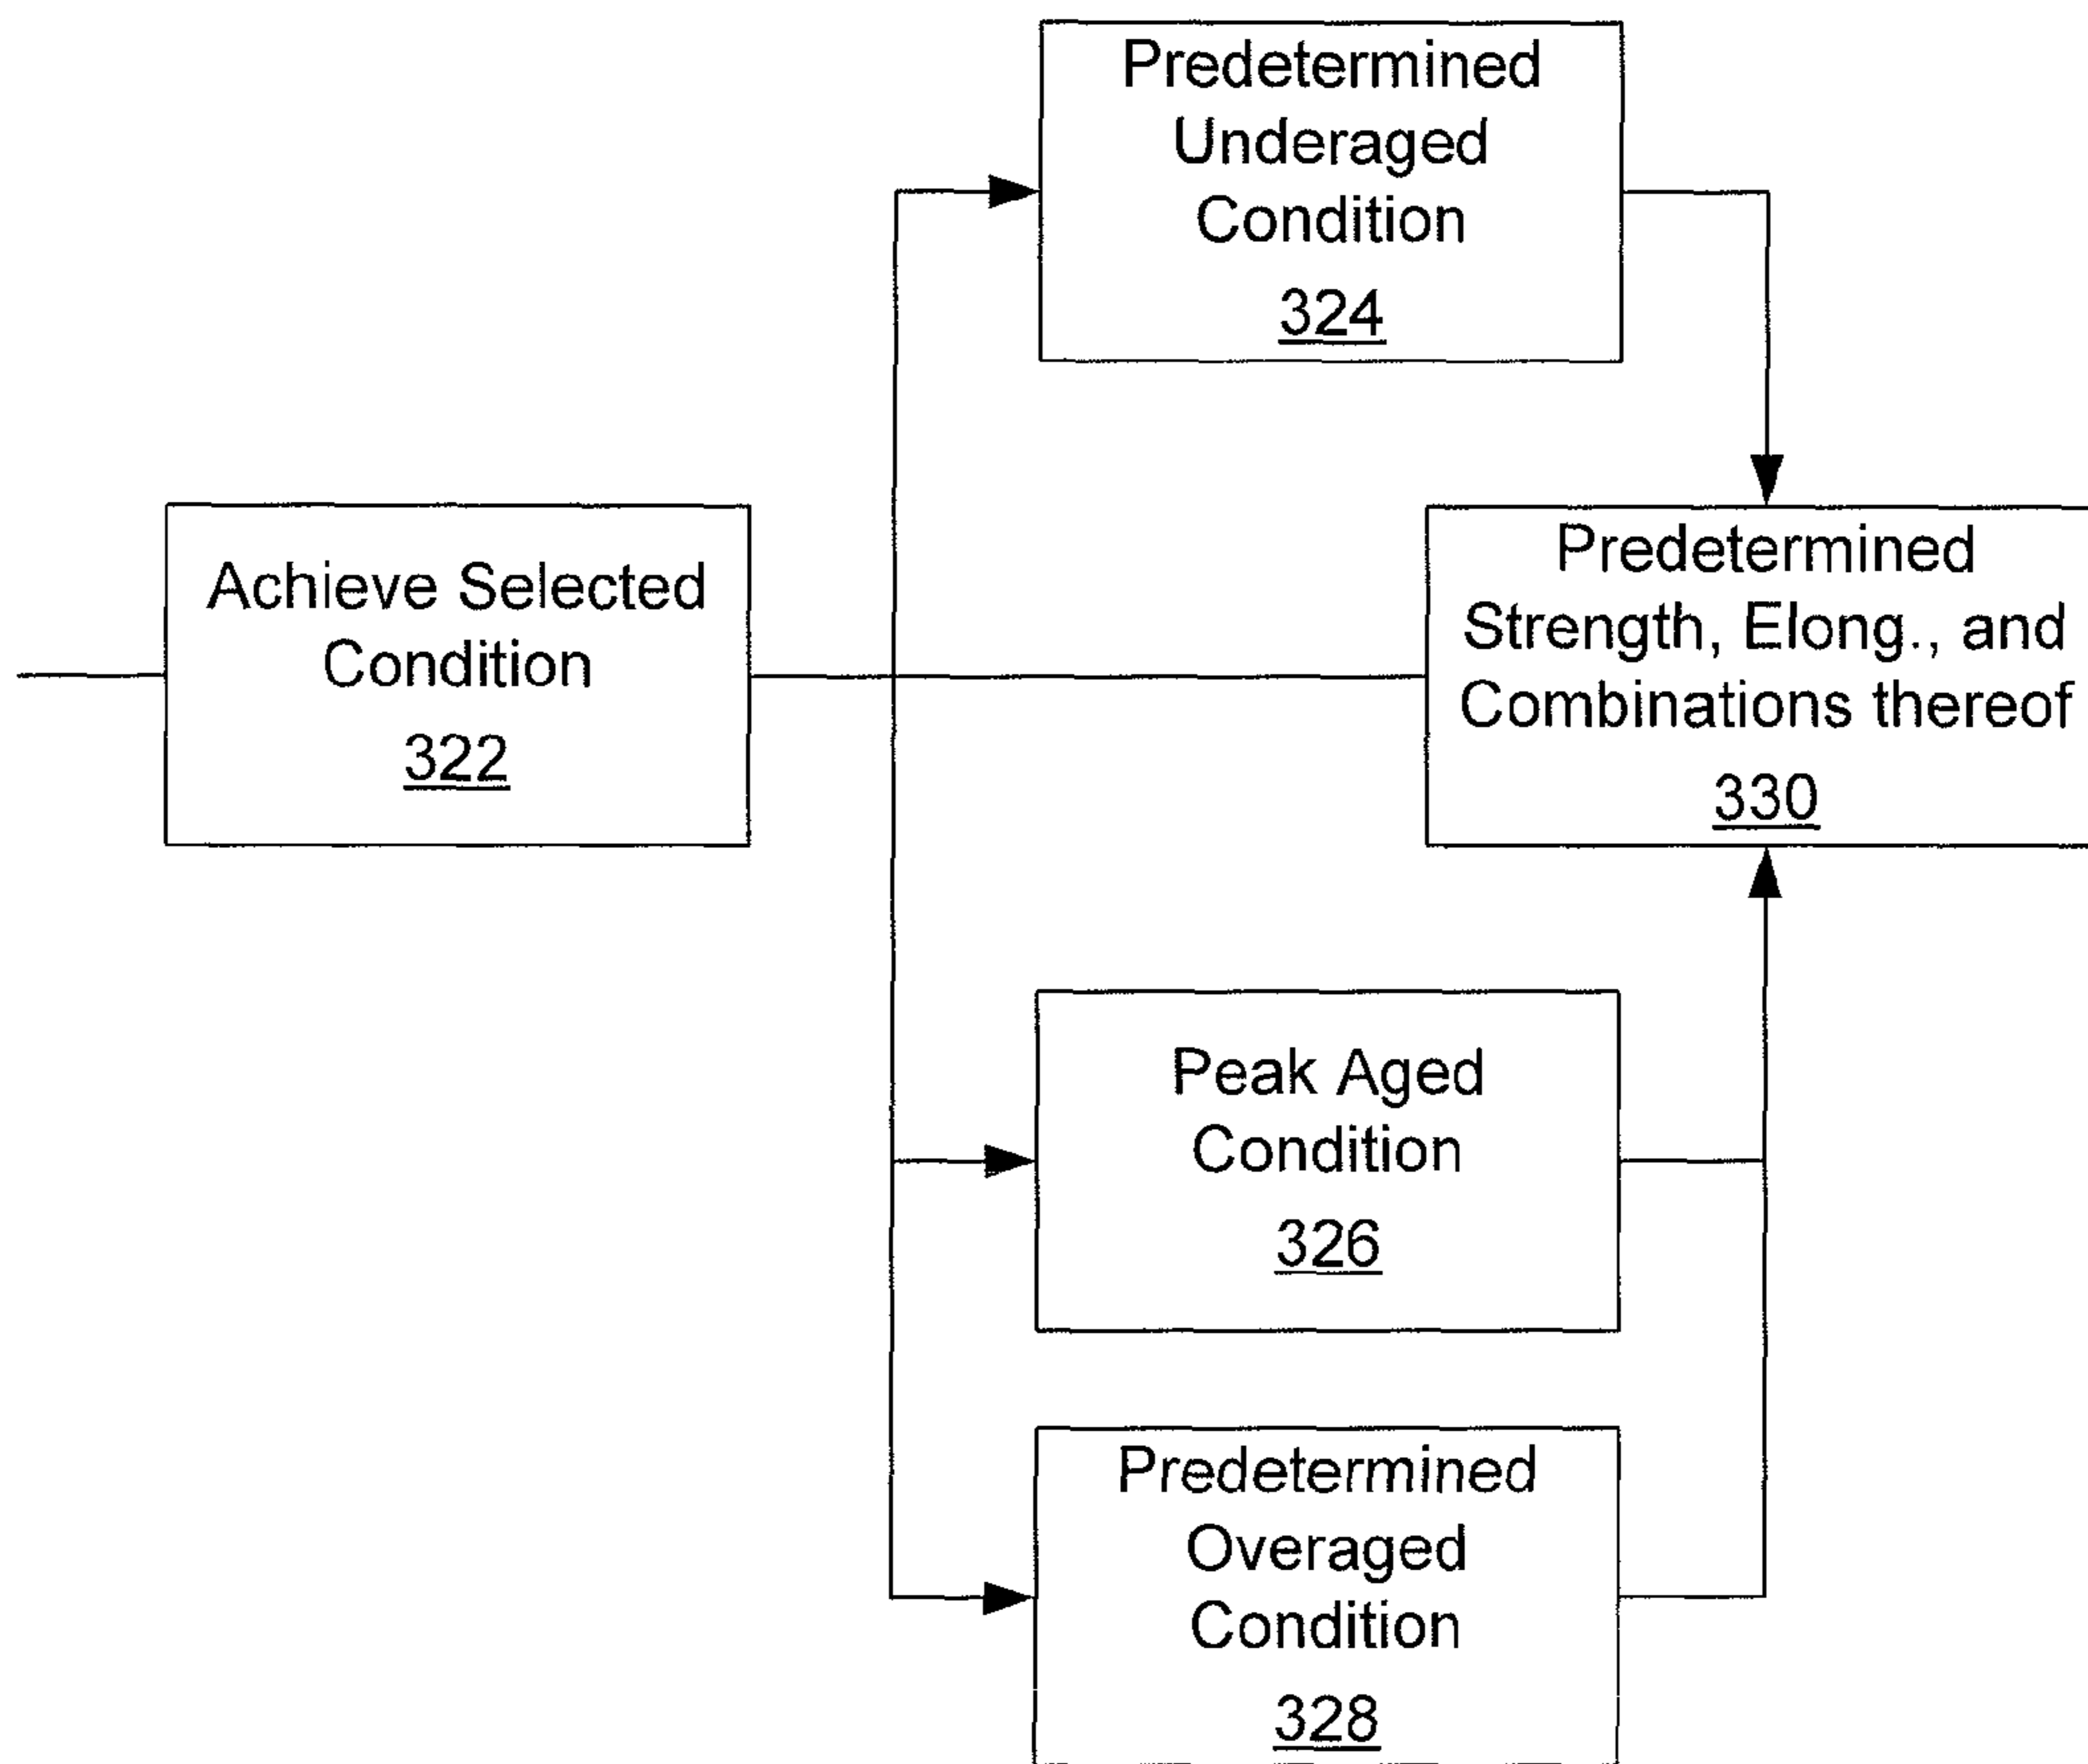 Predetermined
Underaged
Condition
324
Achieve Selected
Condition
322
Predetermined
Strength, Elong., and
Combinations thereof
330
Peak Aged
Condition
326
Predetermined
Overaged
Condition
328